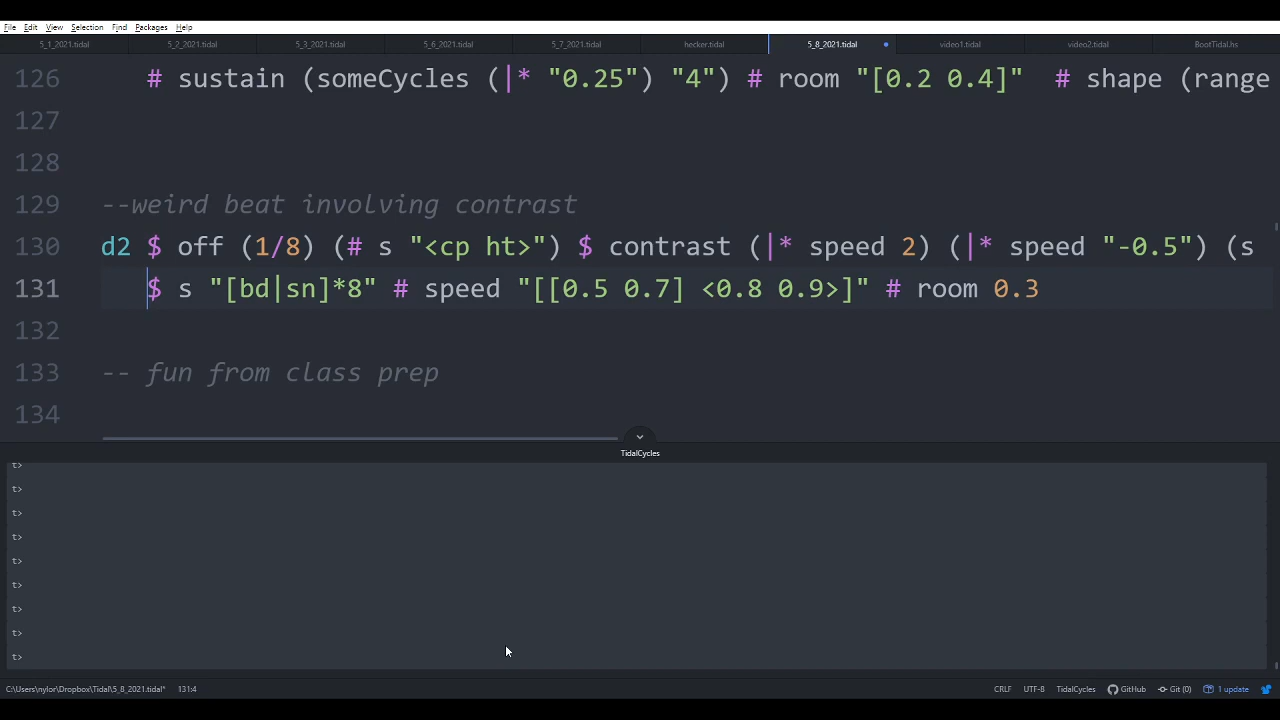 File Edit View Selection Find Packages Help
5_1_2021.tidal 5_2_2021.tidal 5_3_2021.tidal 5_6_2021.tidal 5_7_2021.tidal hecker.tidal 5_8_2021.tidal video1.tidal video2.tidal BootTidal.hs
126 # sustain (someCycles (|* "0.25") "4") # room "[0.2 0.4]" # shape (range
127
128
129 --weird beat involving contrast
130 d2 $ off (1/8) (# s "<cp ht>") $ contrast (|* speed 2) (|* speed "-0.5") (s
131 $ s "[bd|sn]*8" # speed "[[0.5 0.7] <0.8 0.9>]" # room 0.3
132
133 -- fun from class prep
134
TidalCycles
t>
t>
t>
t>
t>
t>
t>
t>
t>
C:\Users\nylor\Dropbox\Tidal\5_8_2021.tidal* 131:4 CRLF UTF-8 TidalCycles GitHub Git (0) 1 update